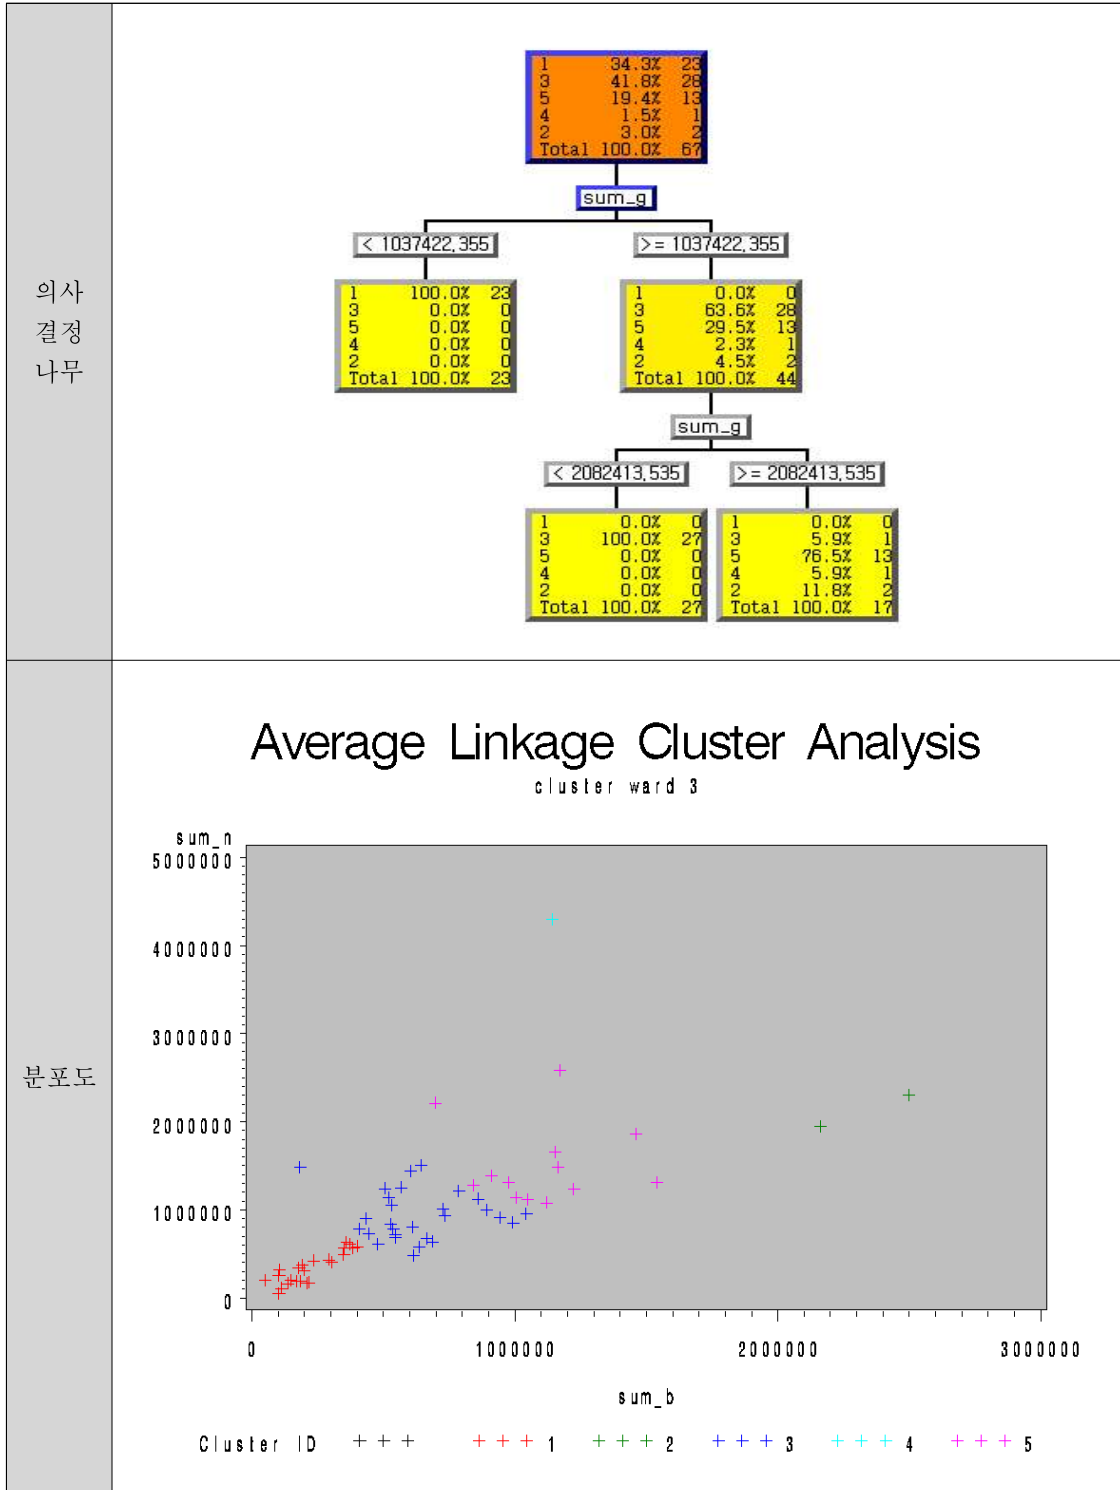 의사
결정
나무
1 34.3% 23
3 41.8% 28
5 19.4% 13
4 1.5% 1
2 3.0% 2
Total 100.0% 67
sum_g
< 1037422,355
>= 1037422,355
1 100.0% 23
3 0.0% 0
5 0.0% 0
4 0.0% 0
2 0.0% 0
Total 100.0% 23
1 0.0% 0
3 63.6% 28
5 29.5% 13
4 2.3% 1
2 4.5% 2
Total 100.0% 44
sum_g
< 2082413,535
>= 2082413,535
1 0.0% 0
3 100.0% 27
5 0.0% 0
4 0.0% 0
2 0.0% 0
Total 100.0% 27
1 0.0% 0
3 5.9% 1
5 76.5% 13
4 5.9% 1
2 11.8% 2
Total 100.0% 17
분포도
Average Linkage Cluster Analysis
cluster ward 3
sum_n
5000000
4000000
3000000
2000000
1000000
0
0 1000000 2000000 3000000
sum_b
Cluster ID + + + + + + 1 + + + 2 + + + 3 + + + 4 + + + 5